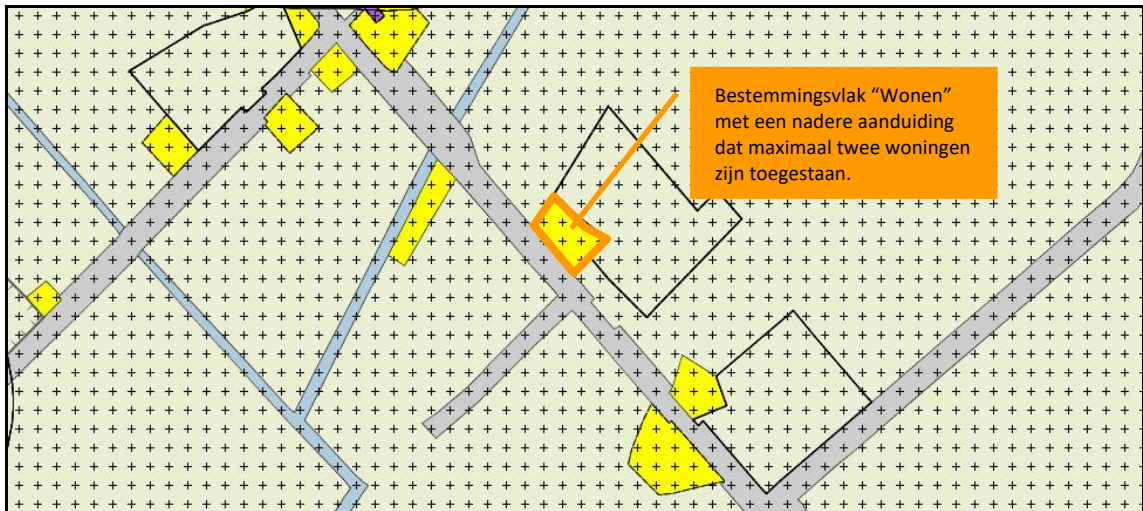 Bestemmingsvlak “Wonen”
met een nadere aanduiding
dat maximaal twee woningen
zijn toegestaan.